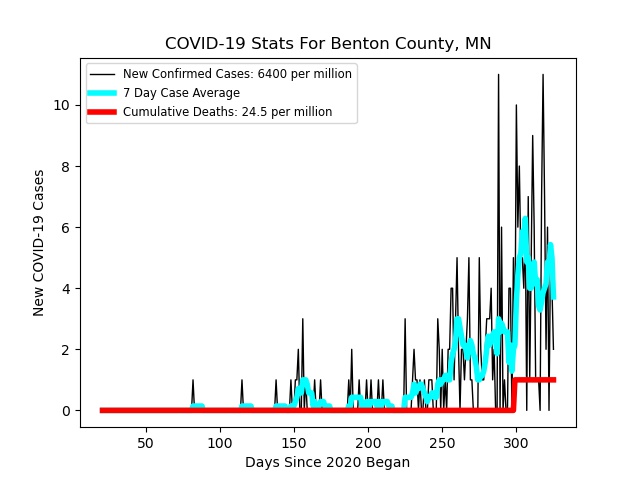 COVID-19 Stats For Benton County, MN
New Confirmed Cases: 6400 per million
7 Day Case Average
Cumulative Deaths: 24.5 per million
New COVID-19 Cases
10
8
6
4
2
0
50 100 150 200 250 300
Days Since 2020 Began